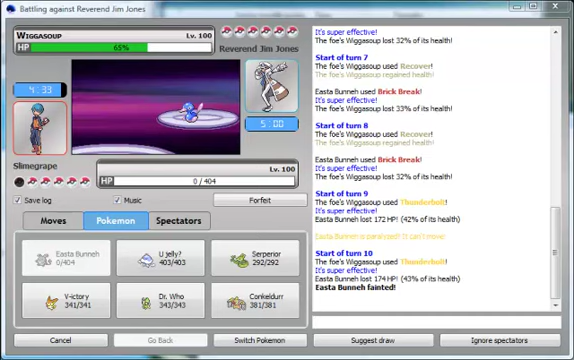 Battling against Reverend Jim Jones
Wiggasoup Lv. 100
HP 65%
Reverend Jim Jones
4:33
5:00
Slimegrape
Lv. 100
HP 0 / 404
Save log
Music
Forfeit
Moves
Pokemon
Spectators
Easta Bunneh
0/404
U jelly?
403/403
Serperior
292/292
V-ictory
341/341
Dr. Who
343/343
Conkeldurr
381/381
Cancel
Go Back
Switch Pokemon
It's super effective!
The foe's Wiggasoup lost 32% of its health!
Start of turn 7
The foe's Wiggasoup used Recover!
The foe's Wiggasoup regained health!
Easta Bunneh used Brick Break!
It's super effective!
The foe's Wiggasoup lost 33% of its health!
Start of turn 8
The foe's Wiggasoup used Recover!
The foe's Wiggasoup regained health!
Easta Bunneh used Brick Break!
It's super effective!
The foe's Wiggasoup lost 32% of its health!
Start of turn 9
The foe's Wiggasoup used Thunderbolt!
It's super effective!
Easta Bunneh lost 172 HP! (42% of its health)
Easta Bunneh is paralyzed! It can't move!
Start of turn 10
The foe's Wiggasoup used Thunderbolt!
It's super effective!
Easta Bunneh lost 174 HP! (43% of its health)
Easta Bunneh fainted!
Suggest draw
Ignore spectators